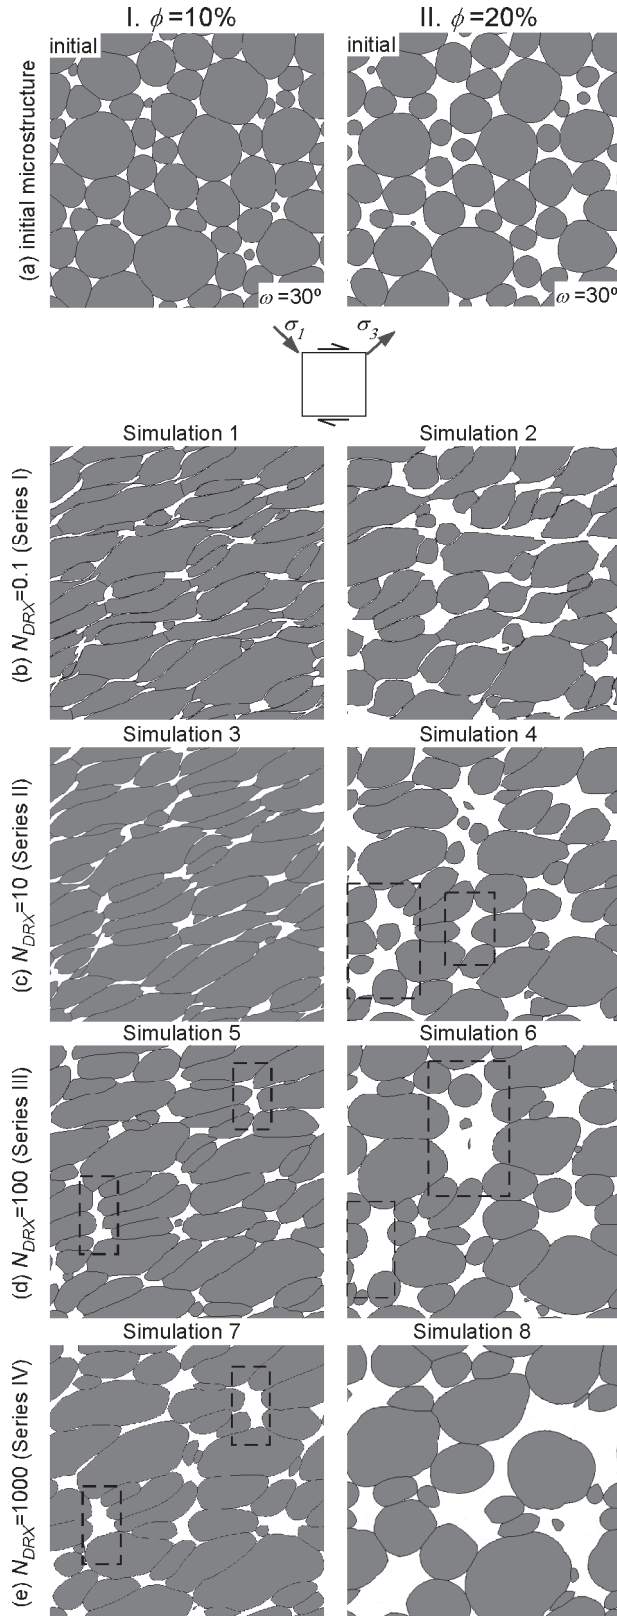 I. ϕ=10%
II. ϕ=20%
(a) initial microstructure
initial
initial
ω=30º
ω=30º
σ1
σ3
Simulation 1
Simulation 2
(b) NDRX=0.1 (Series I)
Simulation 3
Simulation 4
(c) NDRX=10 (Series II)
Simulation 5
Simulation 6
(d) NDRX=100 (Series III)
Simulation 7
Simulation 8
(e) NDRX=1000 (Series IV)